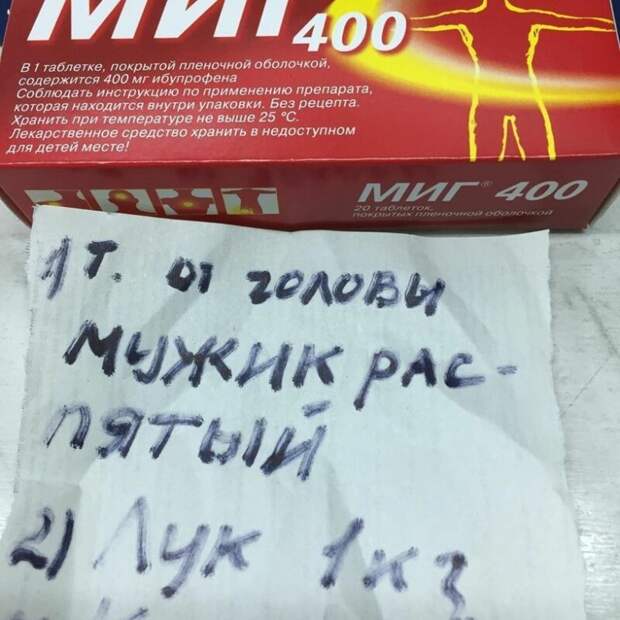 МИГ 400
В 1 таблетке, покрытой пленочной оболочкой,
содержится 400 мг ибупрофена
Соблюдать инструкцию по применению препарата,
которая находится внутри упаковки. Без рецепта.
Хранить при температуре не выше 25 °С.
Лекарственное средство хранить в недоступном
для детей месте!
МИГ® 400
20 таблеток,
покрытых пленочной оболочкой
1) Т. от головы
мужик рас-
пятый
2) Лук 1кг